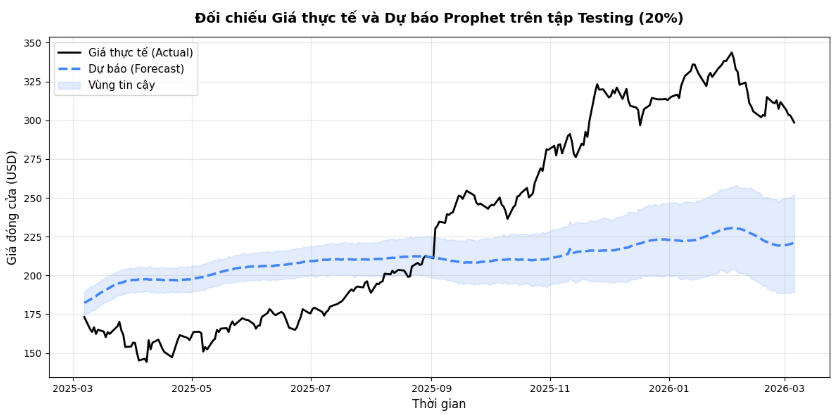 Đối chiếu Giá thực tế và Dự báo Prophet trên tập Testing (20%)
Giá thực tế (Actual)
Dự báo (Forecast)
Vùng tin cậy
Giá đóng cửa (USD)
350
325
300
275
250
225
200
175
150
2025-03
2025-05
2025-07
2025-09
2025-11
2026-01
2026-03
Thời gian